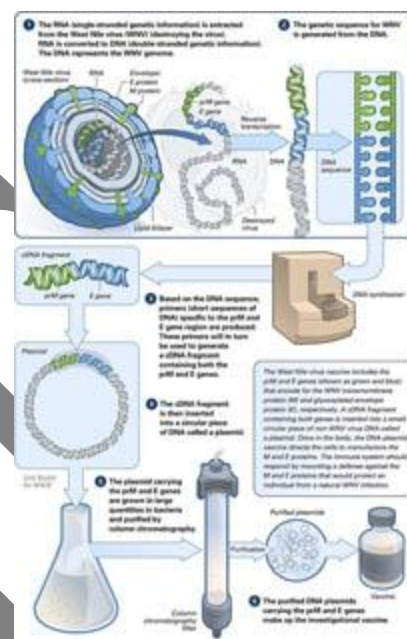 1 The RNA (single-stranded genetic information) is extracted
from the West Nile virus (WNV) (destroying the virus).
RNA is converted to DNA (double-stranded genetic information).
The DNA represents the WNV genome.
2 The genetic sequence for WNV
is generated from the DNA.
West Nile virus
(cross-section)
RNA
Envelope
E protein
M protein
prM gene
E gene
Reverse
transcription
RNA
DNA
DNA
sequence
Lipid bilayer
Destroyed
virus
cDNA fragment
prM gene
E gene
DNA synthesizer
3 Based on the DNA sequence,
primers (short sequences of
DNA) specific to the prM and
E gene region are produced.
These primers will in turn
be used to generate
a cDNA fragment
containing both the
prM and E genes.
Plasmid
4 The cDNA fragment
is then inserted
into a circular piece
of DNA called a plasmid.
The West Nile virus vaccine includes the
prM and E genes (shown as green and blue)
that encode for the WNV transmembrane
protein (M) and glycosylated envelope
protein (E), respectively. A cDNA fragment
containing both genes is inserted into a small,
circular piece of non-WNV virus DNA called
a plasmid. Once in the body, the DNA plasmid
vaccine directs the cells to manufacture the
M and E proteins. The immune system should
respond by mounting a defense against the
M and E proteins that would protect an
individual from a natural WNV infection.
5 The plasmid carrying
the prM and E genes
are grown in large
quantities in bacteria
and purified by
column chromatography.
Purified plasmids
Purification
Vaccine
Column
chromatography
filter
6 The purified DNA plasmids
carrying the prM and E genes
make up the investigational vaccine.